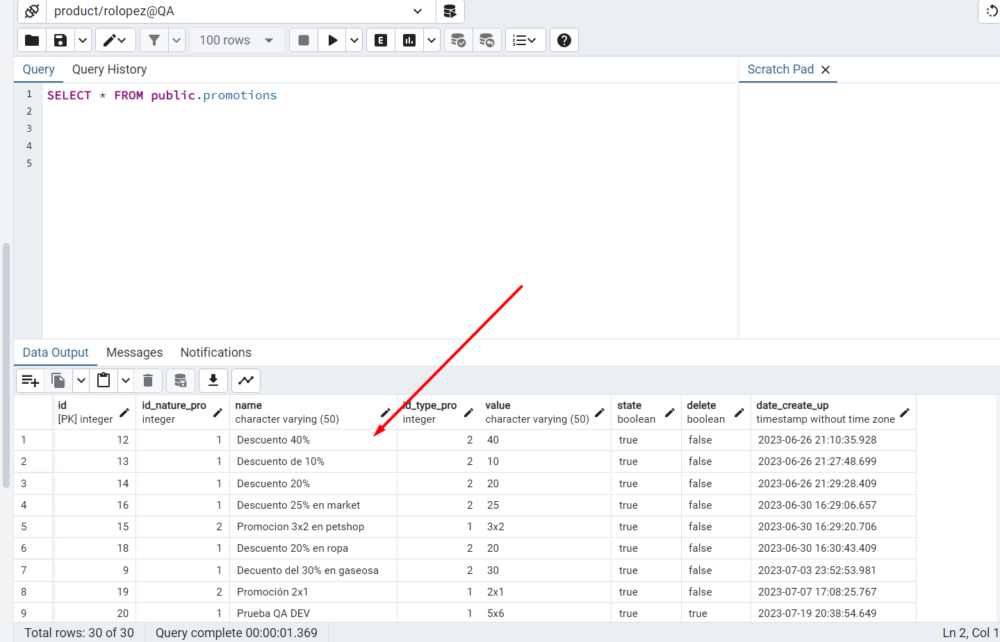 product/rolopez@QA
100 rows
E
Query Query History Scratch Pad
1 SELECT * FROM public.promotions
2
3
4
5
Data Output Messages Notifications
id id_nature_pro name id_type_pro value state delete date_create_up
[PK] integer integer character varying (50) integer character varying (50) boolean boolean timestamp without time zone
1 12 1 Descuento 40% 2 40 true false 2023-06-26 21:10:35.928
2 13 1 Descuento de 10% 2 10 true false 2023-06-26 21:27:48.699
3 14 1 Descuento 20% 2 20 true false 2023-06-26 21:29:28.409
4 16 1 Descuento 25% en market 2 25 true false 2023-06-30 16:29:06.657
5 15 2 Promocion 3x2 en petshop 1 3x2 true false 2023-06-30 16:29:20.706
6 18 1 Descuento 20% en ropa 2 20 true false 2023-06-30 16:30:43.409
7 9 1 Decuento del 30% en gaseosa 2 30 true false 2023-07-03 23:52:53.981
8 19 2 Promoción 2x1 1 2x1 true false 2023-07-07 17:08:25.767
9 20 1 Prueba QA DEV 1 5x6 true true 2023-07-19 20:38:54.649
Total rows: 30 of 30 Query complete 00:00:01.369 Ln 2, Col 1